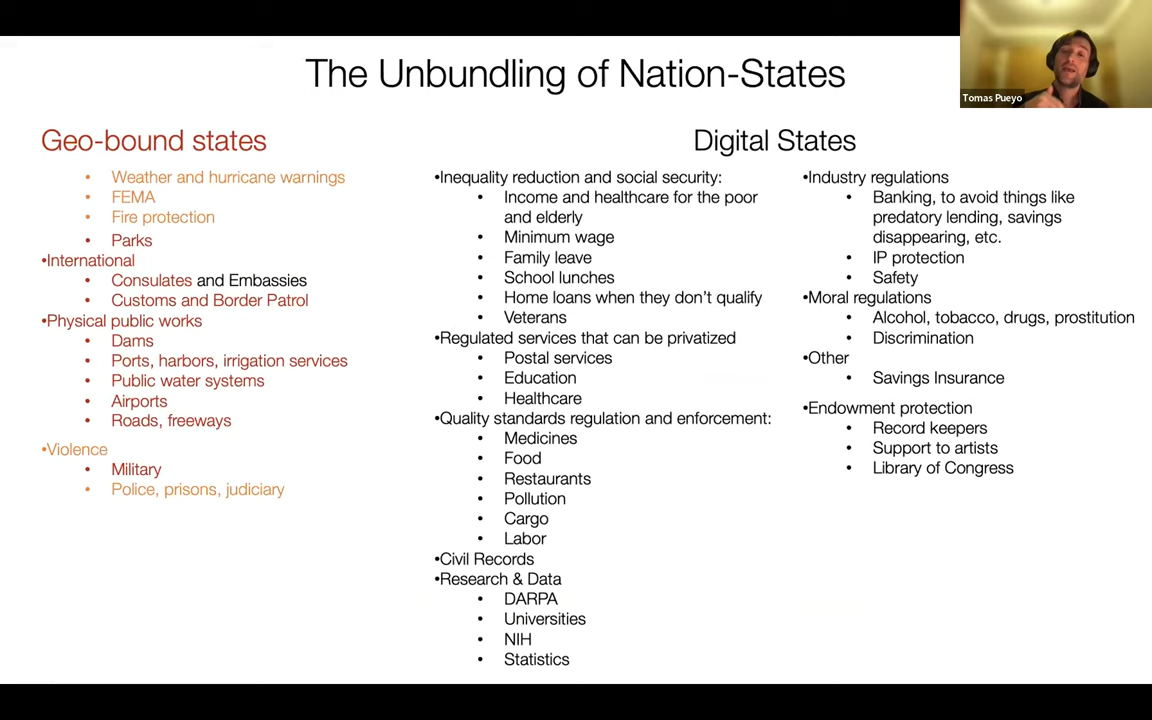 The Unbundling of Nation-States
Tomas Pueyo
Geo-bound states
• Weather and hurricane warnings
• FEMA
• Fire protection
• Parks
•International
• Consulates and Embassies
• Customs and Border Patrol
•Physical public works
• Dams
• Ports, harbors, irrigation services
• Public water systems
• Airports
• Roads, freeways
•Violence
• Military
• Police, prisons, judiciary
Digital States
•Inequality reduction and social security:
• Income and healthcare for the poor
and elderly
• Minimum wage
• Family leave
• School lunches
• Home loans when they don’t qualify
• Veterans
•Regulated services that can be privatized
• Postal services
• Education
• Healthcare
•Quality standards regulation and enforcement:
• Medicines
• Food
• Restaurants
• Pollution
• Cargo
• Labor
•Civil Records
•Research & Data
• DARPA
• Universities
• NIH
• Statistics
•Industry regulations
• Banking, to avoid things like
predatory lending, savings
disappearing, etc.
• IP protection
• Safety
•Moral regulations
• Alcohol, tobacco, drugs, prostitution
• Discrimination
•Other
• Savings Insurance
•Endowment protection
• Record keepers
• Support to artists
• Library of Congress